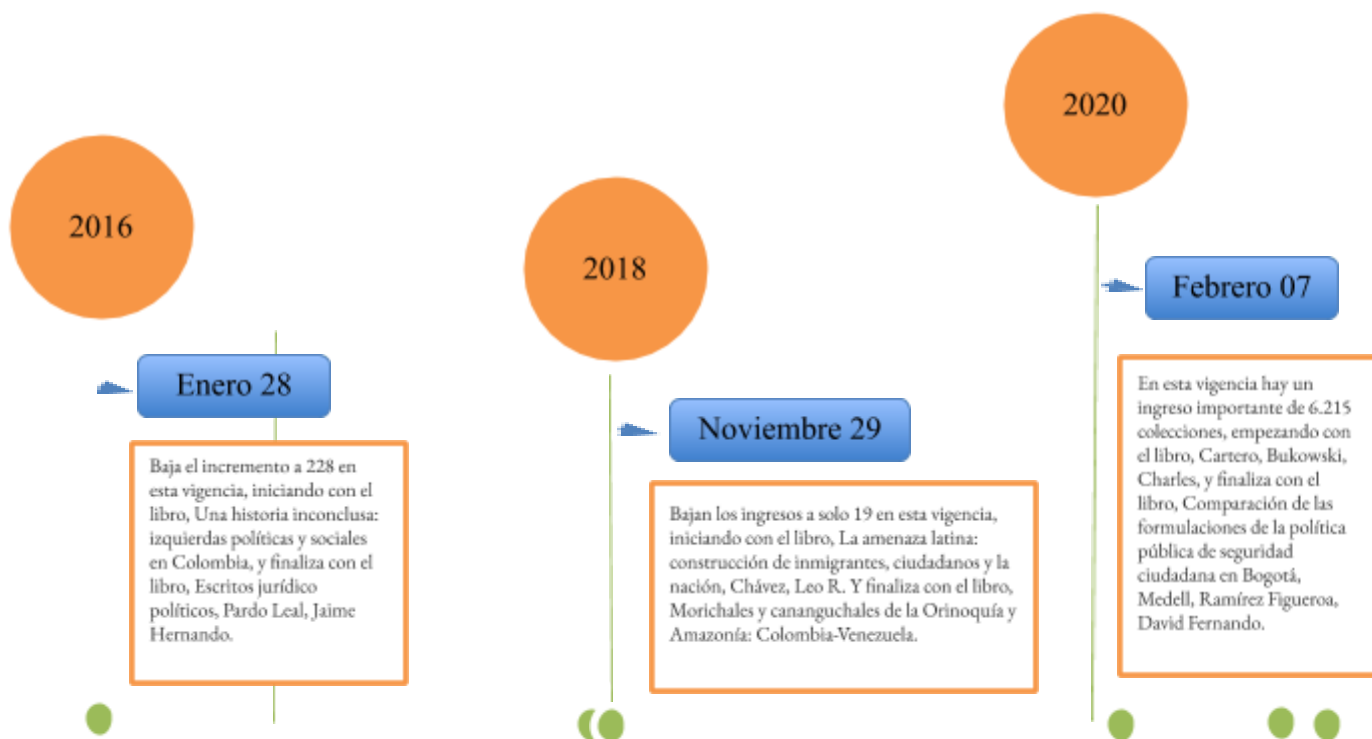 2016
Enero 28
Baja el incremento a 228 en
esta vigencia, iniciando con el
libro, Una historia inconclusa:
izquierdas políticas y sociales
en Colombia, y finaliza con el
libro, Escritos jurídico
políticos, Pardo Leal, Jaime
Hernando.
2018
Noviembre 29
Bajan los ingresos a solo 19 en esta vigencia,
iniciando con el libro, La amenaza latina:
construcción de inmigrantes, ciudadanos y la
nación, Chávez, Leo R. Y finaliza con el libro,
Morichales y cananguchales de la Orinoquía y
Amazonía: Colombia-Venezuela.
2020
Febrero 07
En esta vigencia hay un
ingreso importante de 6.215
colecciones, empezando con
el libro, Cartero, Bukowski,
Charles, y finaliza con el
libro, Comparación de las
formulaciones de la política
pública de seguridad
ciudadana en Bogotá,
Medell, Ramírez Figueroa,
David Fernando.